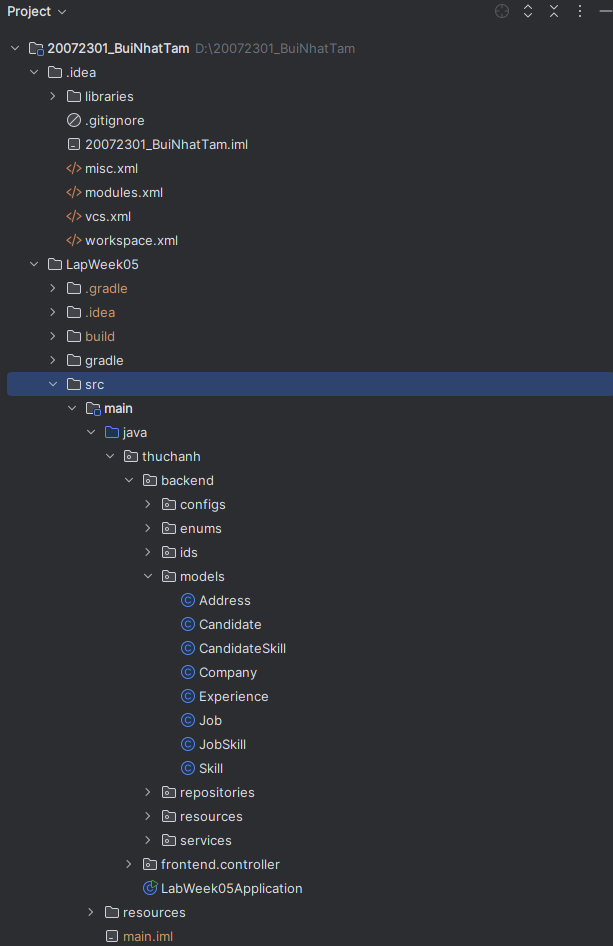 Project
20072301_BuiNhatTam D:\20072301_BuiNhatTam
.idea
libraries
.gitignore
20072301_BuiNhatTam.iml
misc.xml
modules.xml
vcs.xml
workspace.xml
LapWeek05
.gradle
.idea
build
gradle
src
main
java
thuchanh
backend
configs
enums
ids
models
Address
Candidate
CandidateSkill
Company
Experience
Job
JobSkill
Skill
repositories
resources
services
frontend.controller
LabWeek05Application
resources
main.iml